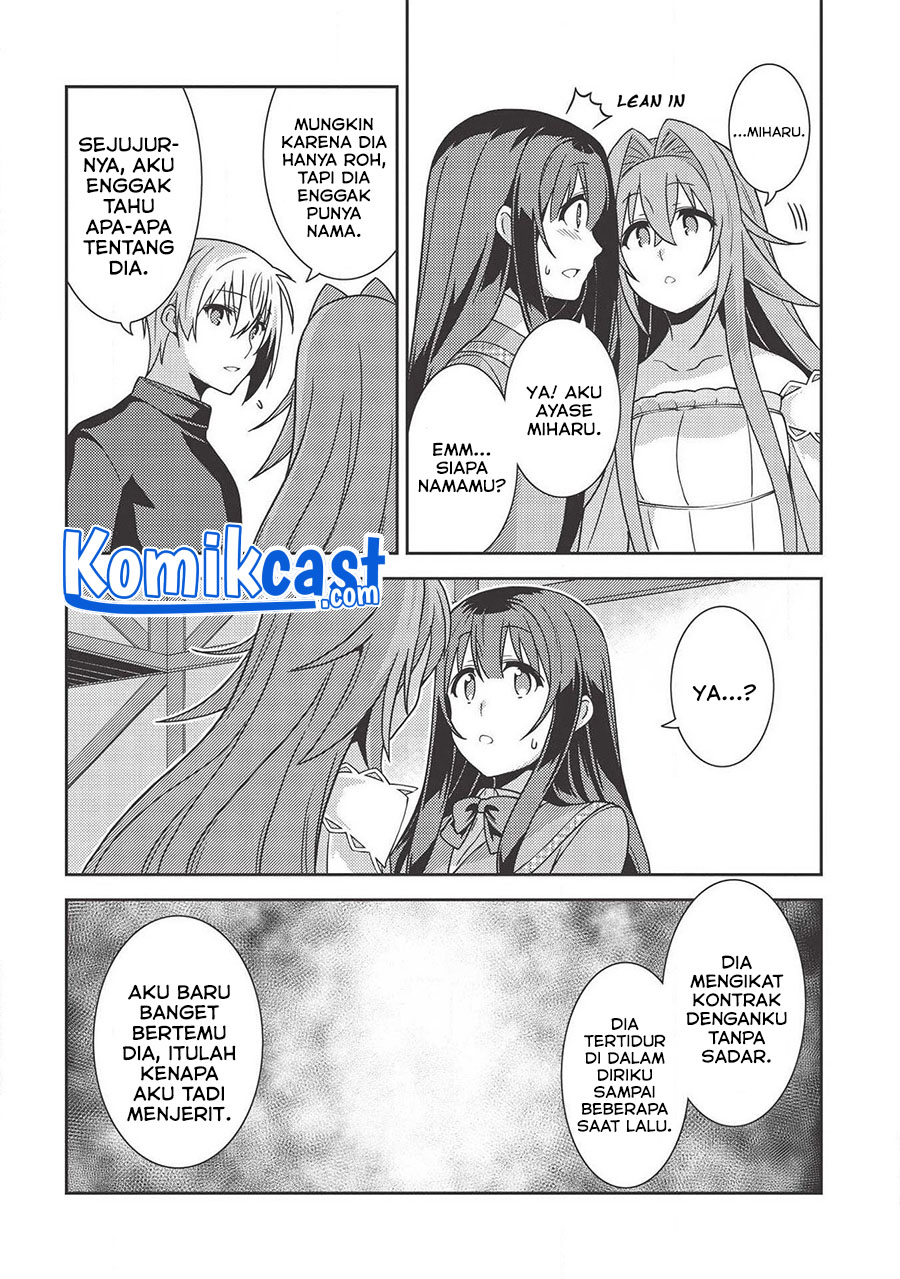 ...MIHARU.
LEAN IN
YA! AKU
AYASE
MIHARU.
EMM...
SIAPA
NAMAMU?
MUNGKIN
KARENA DIA
HANYA ROH,
TAPI DIA
ENGGAK
PUNYA
NAMA.
SEJUJUR-
NYA, AKU
ENGGAK
TAHU
APA-APA
TENTANG
DIA.
Komikcast
.com
YA...?
DIA
MENGIKAT
KONTRAK
DENGANKU
TANPA
SADAR.
DIA
TERTIDUR
DI DALAM
DIRIKU
SAMPAI
BEBERAPA
SAAT LALU.
AKU BARU
BANGET
BERTEMU
DIA, ITULAH
KENAPA
AKU TADI
MENJERIT.